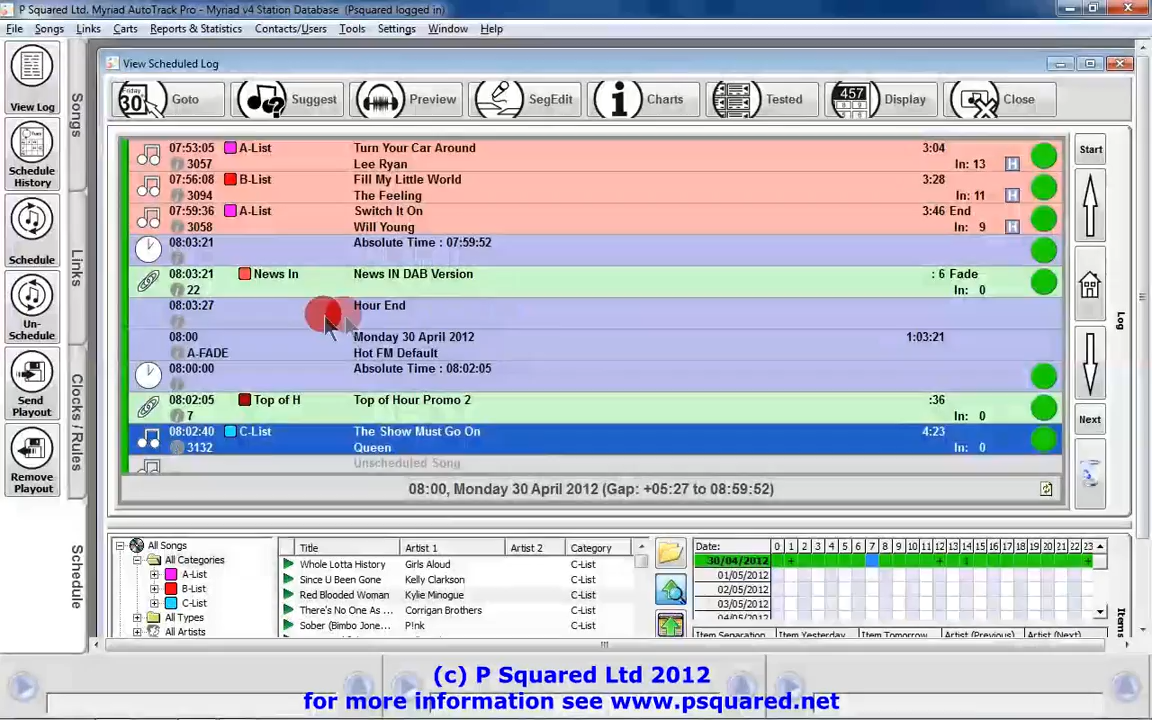 P Squared Ltd. Myriad AutoTrack Pro - Myriad v4 Station Database (Psquared logged in)
File Songs Links Carts Reports & Statistics Contacts/Users Tools Settings Window Help
View Scheduled Log
Goto Suggest Preview SegEdit Charts Tested Display Close
View Log
Schedule History
Schedule
Un-Schedule
Send Playout
Remove Playout
Songs
Links
Clocks / Rules
Schedule
07:53:05 A-List Turn Your Car Around 3:04
3057 Lee Ryan In: 13 H
07:56:08 B-List Fill My Little World 3:28
3094 The Feeling In: 11 H
07:59:36 A-List Switch It On 3:46 End
3058 Will Young In: 9 H
08:03:21 Absolute Time : 07:59:52
08:03:21 News In News IN DAB Version : 6 Fade
22 In: 0
08:03:27 Hour End
08:00 Monday 30 April 2012 1:03:21
A-FADE Hot FM Default
08:00:00 Absolute Time : 08:02:05
08:02:05 Top of H Top of Hour Promo 2 :36
7 In: 0
08:02:40 C-List The Show Must Go On 4:23
3132 Queen In: 0
Unscheduled Song
08:00, Monday 30 April 2012 (Gap: +05:27 to 08:59:52)
Start
Next
Log
All Songs
All Categories
A-List
B-List
C-List
All Types
All Artists
Title Artist 1 Artist 2 Category
Whole Lotta History Girls Aloud C-List
Since U Been Gone Kelly Clarkson C-List
Red Blooded Woman Kylie Minogue C-List
There's No One As ... Corrigan Brothers C-List
Sober (Bimbo Jone... P!nk C-List
Date: 0 1 2 3 4 5 6 7 8 9 10 11 12 13 14 15 16 17 18 19 20 21 22 23
30/04/2012
01/05/2012
02/05/2012
03/05/2012
04/05/2012
Item Separation Item Yesterday Item Tomorrow Artist (Previous) Artist (Next)
Items
(c) P Squared Ltd 2012
for more information see www.psquared.net